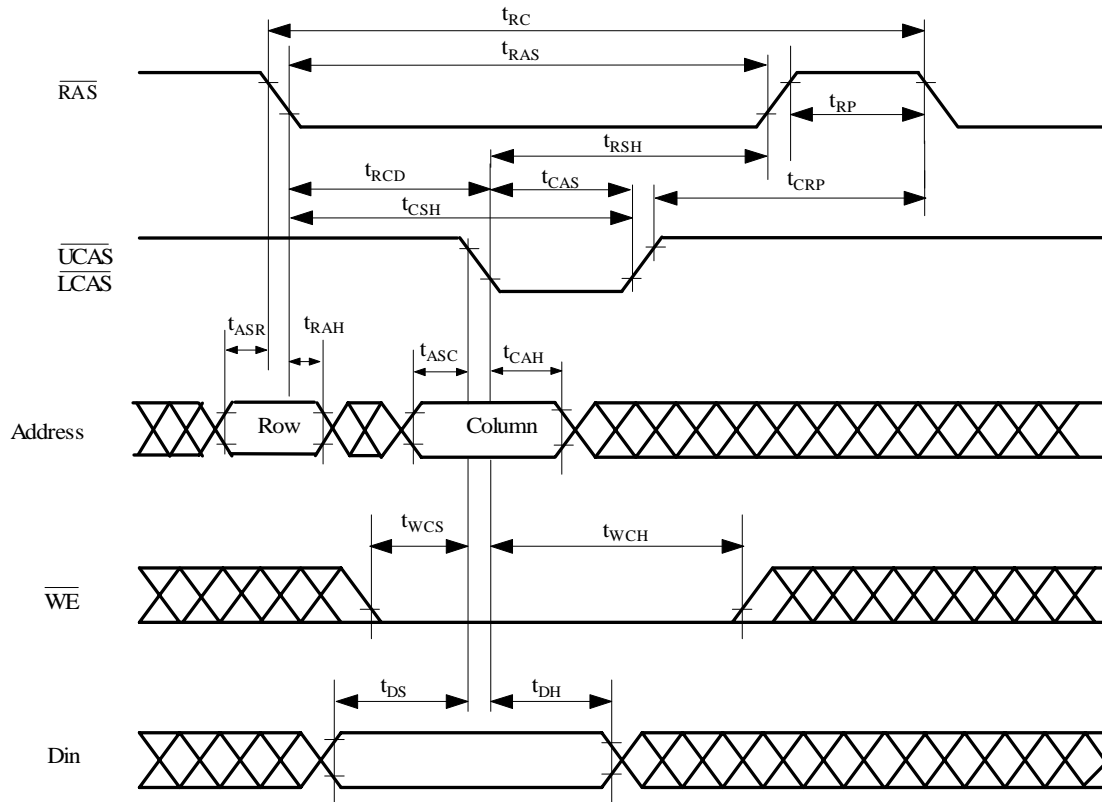 tRC
tRAS
RAS
tRP
tRSH
tRCD
tCAS
tCRP
tCSH
UCAS
LCAS
tASR
tRAH
tASC
tCAH
Address
Row
Column
tWCS
tWCH
WE
tDS
tDH
Din